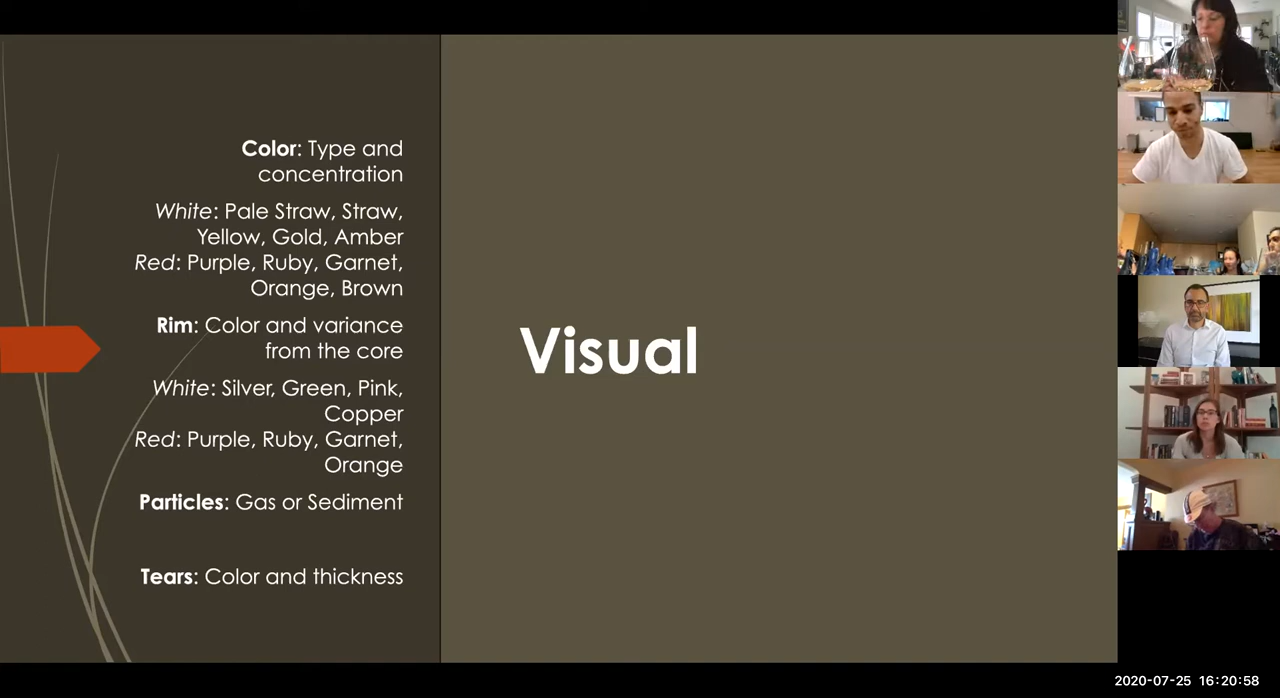 Color: Type and
concentration
White: Pale Straw, Straw,
Yellow, Gold, Amber
Red: Purple, Ruby, Garnet,
Orange, Brown
Rim: Color and variance
from the core
White: Silver, Green, Pink,
Copper
Red: Purple, Ruby, Garnet,
Orange
Particles: Gas or Sediment
Tears: Color and thickness
Visual
2020-07-25 16:20:58